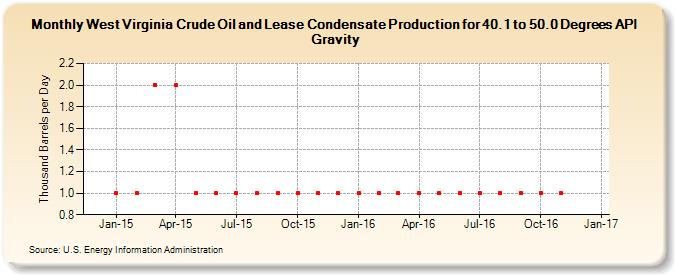 Monthly West Virginia Crude Oil and Lease Condensate Production for 40.1 to 50.0 Degrees API
Gravity
Thousand Barrels per Day
2.2
2.0
1.8
1.6
1.4
1.2
1.0
0.8
Jan-15 Apr-15 Jul-15 Oct-15 Jan-16 Apr-16 Jul-16 Oct-16 Jan-17
Source: U.S. Energy Information Administration